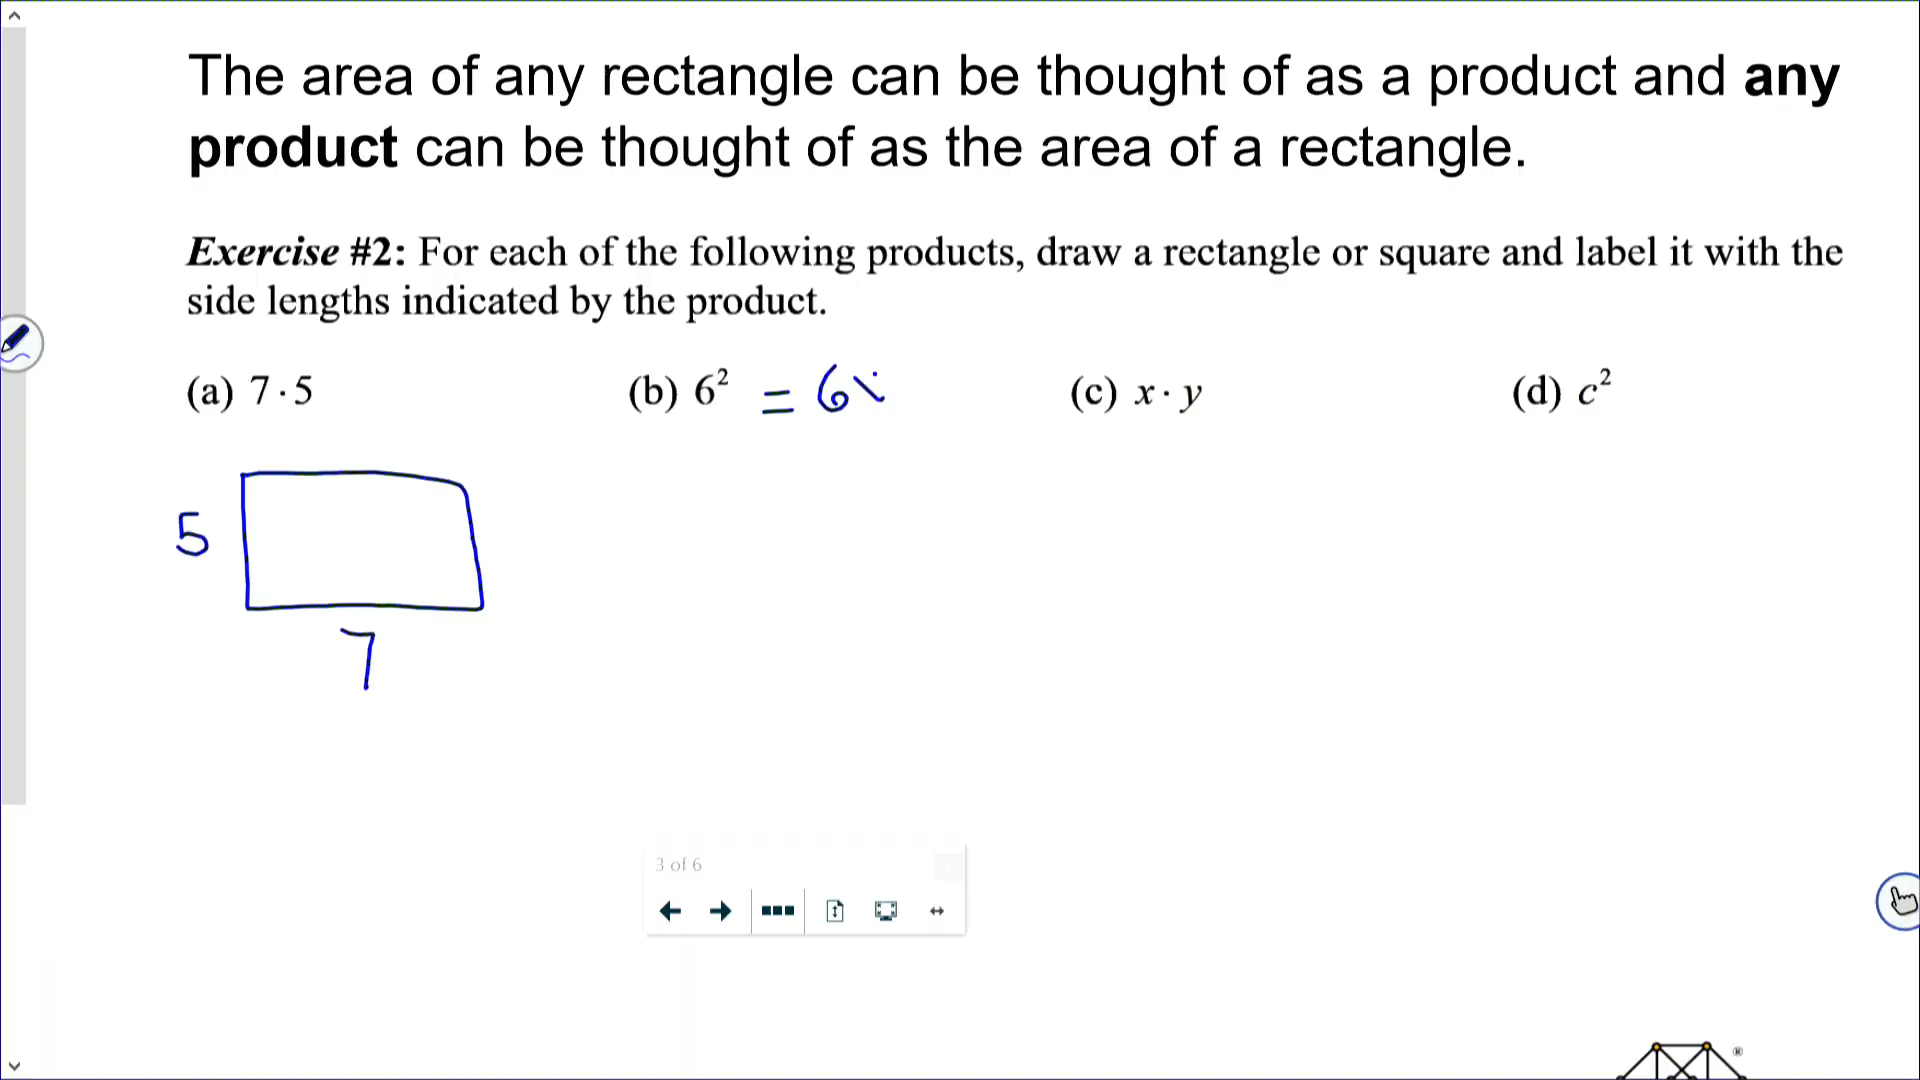 The area of any rectangle can be thought of as a product and any
product can be thought of as the area of a rectangle.
Exercise #2: For each of the following products, draw a rectangle or square and label it with the
side lengths indicated by the product.
(a) 7 · 5 (b) 6² = 6 (c) x · y (d) c²
5
7
3 of 6
®